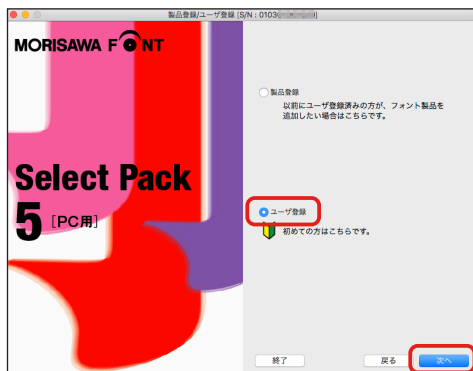 製品登録/ユーザ登録 [S/N : 0103
MORISAWA FONT
Select Pack
5 [PC用]
製品登録
以前にユーザ登録済みの方が、フォント製品を
追加したい場合はこちらです。
ユーザ登録
初めての方はこちらです。
終了
戻る
次へ